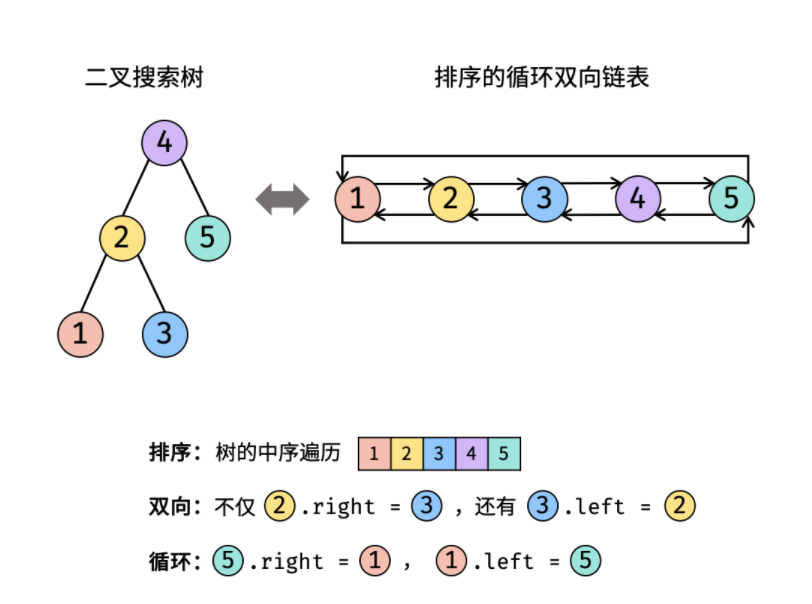 二叉搜索树
排序的循环双向链表
4
2 5
1 3
1 2 3 4 5
排序：树的中序遍历 1 2 3 4 5
双向：不仅 2 .right = 3 ，还有 3 .left = 2
循环：5 .right = 1 ， 1 .left = 5